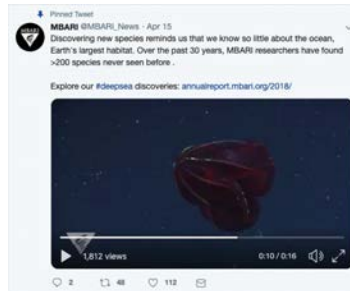 Pinned Tweet
MBARI @MBARI_News · Apr 15
Discovering new species reminds us that we know so little about the ocean,
Earth's largest habitat. Over the past 30 years, MBARI researchers have found
>200 species never seen before .
Explore our #deepsea discoveries: annualreport.mbari.org/2018/
1,812 views
0:10 / 0:16
2 48 112